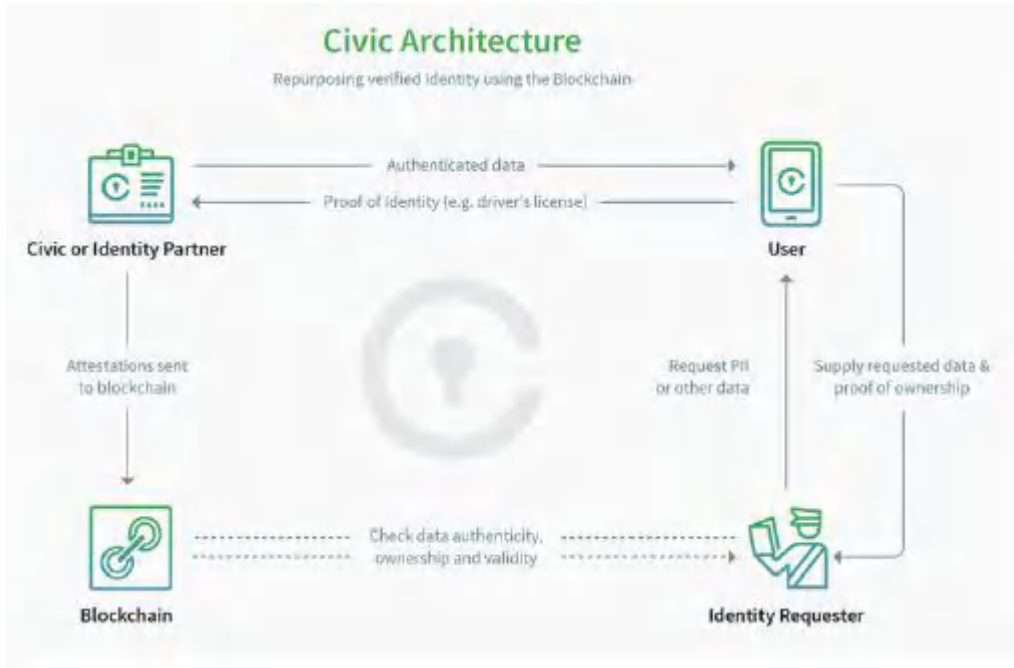 Civic Architecture
Repurposing verified identity using the Blockchain
Authenticated data
Proof of identity (e.g. driver's license)
Civic or Identity Partner
User
Attestations sent
to blockchain
Request PII
or other data
Supply requested data &
proof of ownership
Check data authenticity,
ownership and validity
Blockchain
Identity Requester